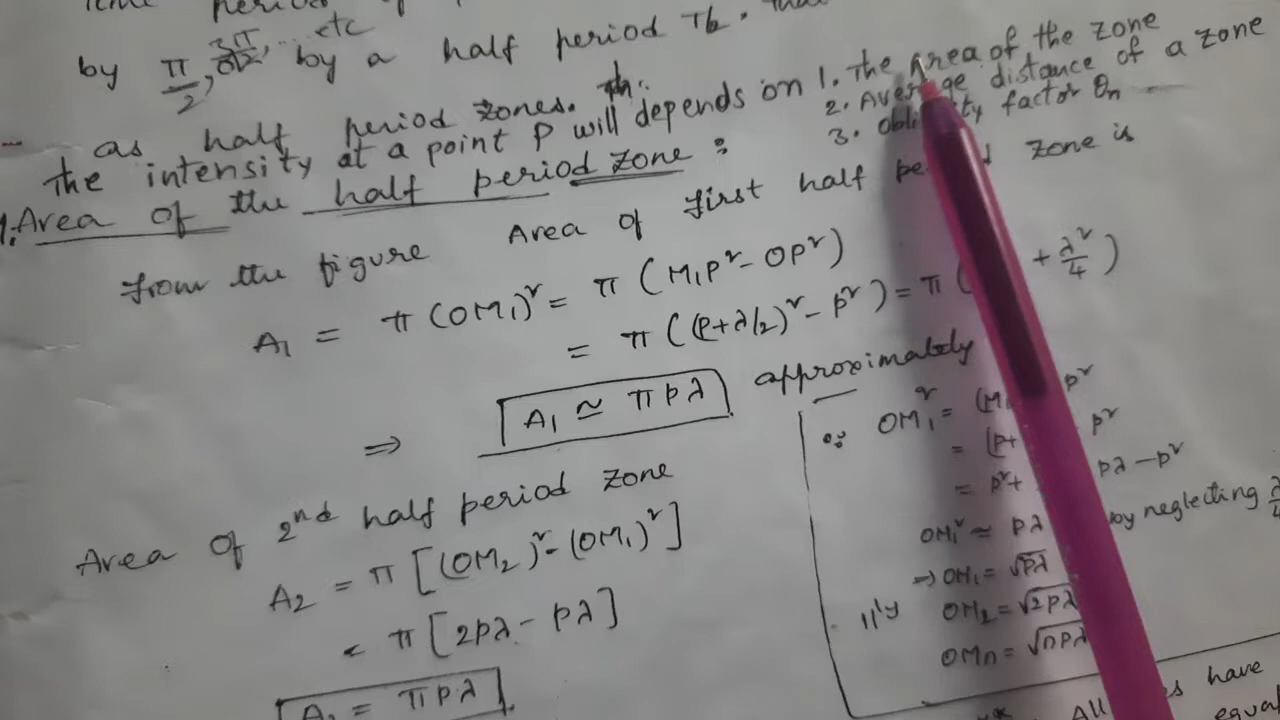 by π/2, 3π/2, ... etc by a half period
as half period zones.
the intensity at a point P will depends on 1. The Area of the zone
2. Average distance of a zone
3. obliquity factor θn
1. Area of the half period zone :
from the figure Area of first half period zone is
A₁ = π(OM₁)² = π(M₁P² - OP²)
= π((P+λ/2)² - P²) = π( + λ²/4)
⇒ A₁ ≃ πPλ approximately
Area of 2nd half period zone
A₂ = π[(OM₂)² - (OM₁)²]
= π[2Pλ - Pλ]
A₂ = πPλ
∵ OM₁² = (M P²
= (P+ P²
= P²+ Pλ - P²
OM₁² ≃ Pλ by neglecting
⇒ OM₁ = √Pλ
|||ly OM₂ = √2Pλ
OMn = √nPλ
All have
equal